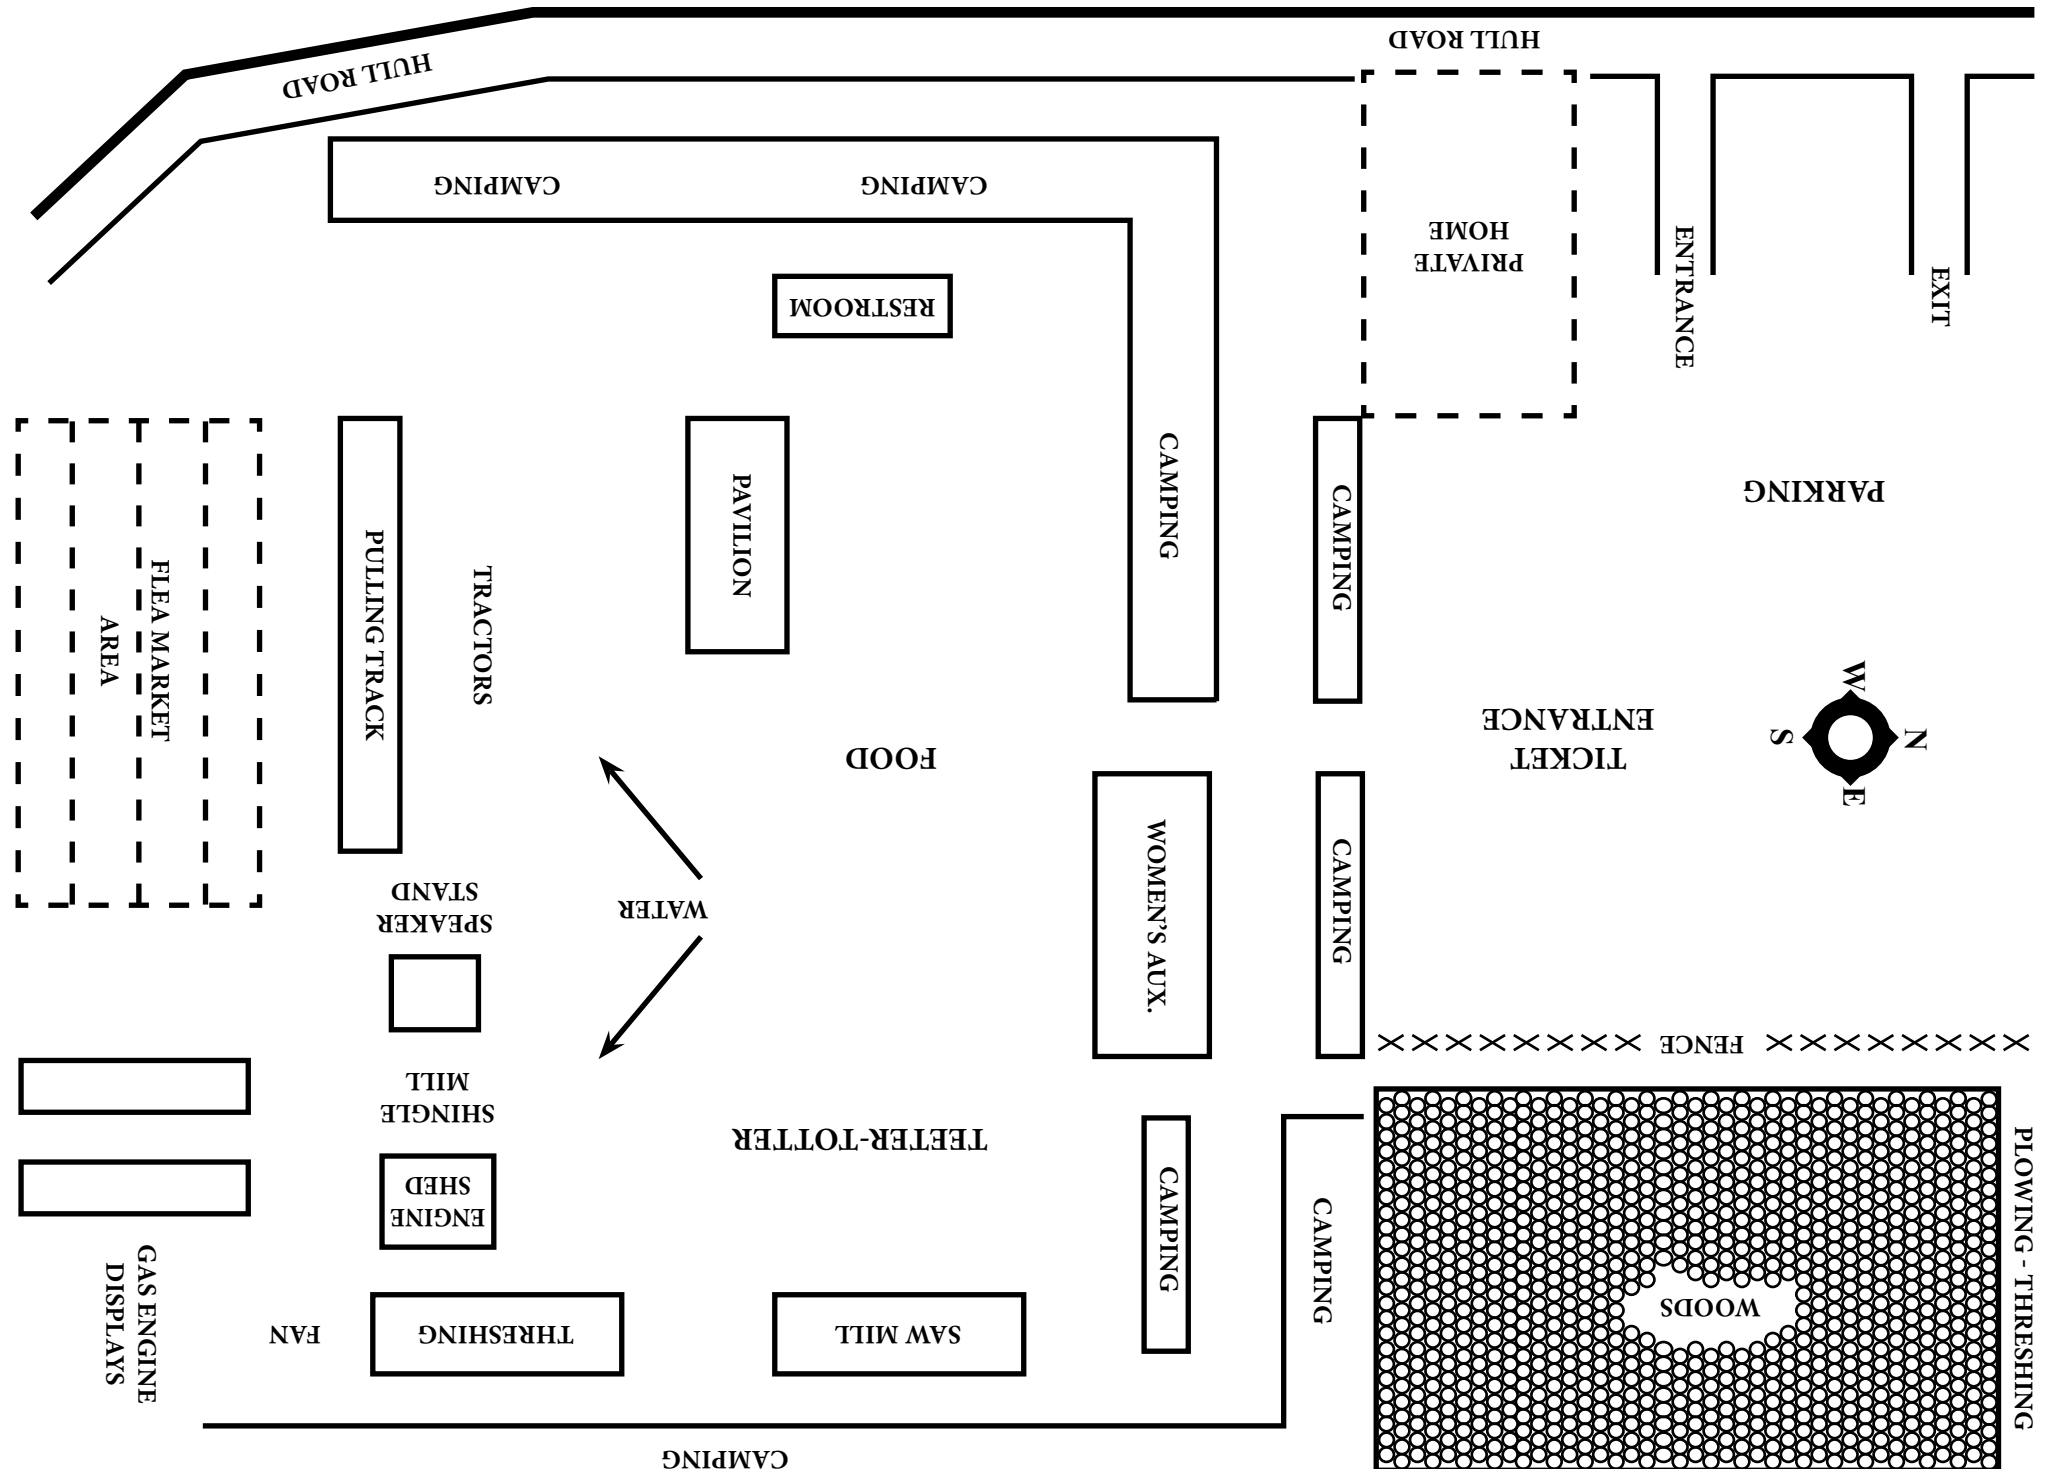 CAMPING
GAS ENGINE
DISPLAYS
FAN
THRESHING
SAW MILL
CAMPING
CAMPING
WOODS
PLOWING - THRESHING
ENGINE
SHED
SHINGLE
MILL
TEETER-TOTTER
FENCE
SPEAKER
STAND
WATER
WOMEN'S AUX.
CAMPING
FOOD
TICKET
ENTRANCE
N
E
S
W
FLEA MARKET
AREA
PULLING TRACK
TRACTORS
PAVILION
CAMPING
CAMPING
PARKING
RESTROOM
PRIVATE
HOME
ENTRANCE
EXIT
CAMPING
CAMPING
HULL ROAD
HULL ROAD